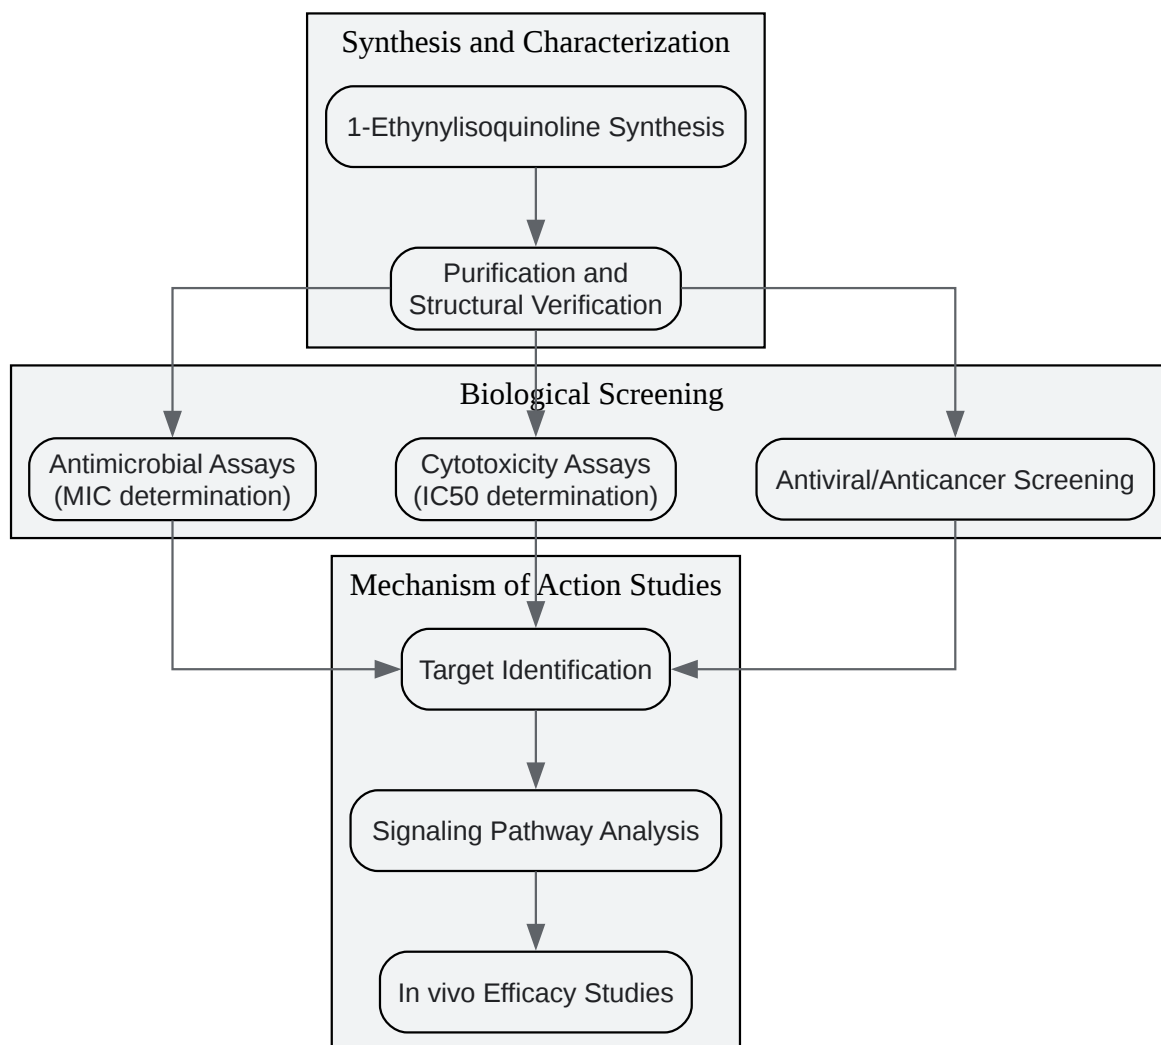 Synthesis and Characterization
1-Ethynylisoquinoline Synthesis
Purification and
Structural Verification
Biological Screening
Antimicrobial Assays
(MIC determination)
Cytotoxicity Assays
(IC50 determination)
Antiviral/Anticancer Screening
Mechanism of Action Studies
Target Identification
Signaling Pathway Analysis
In vivo Efficacy Studies